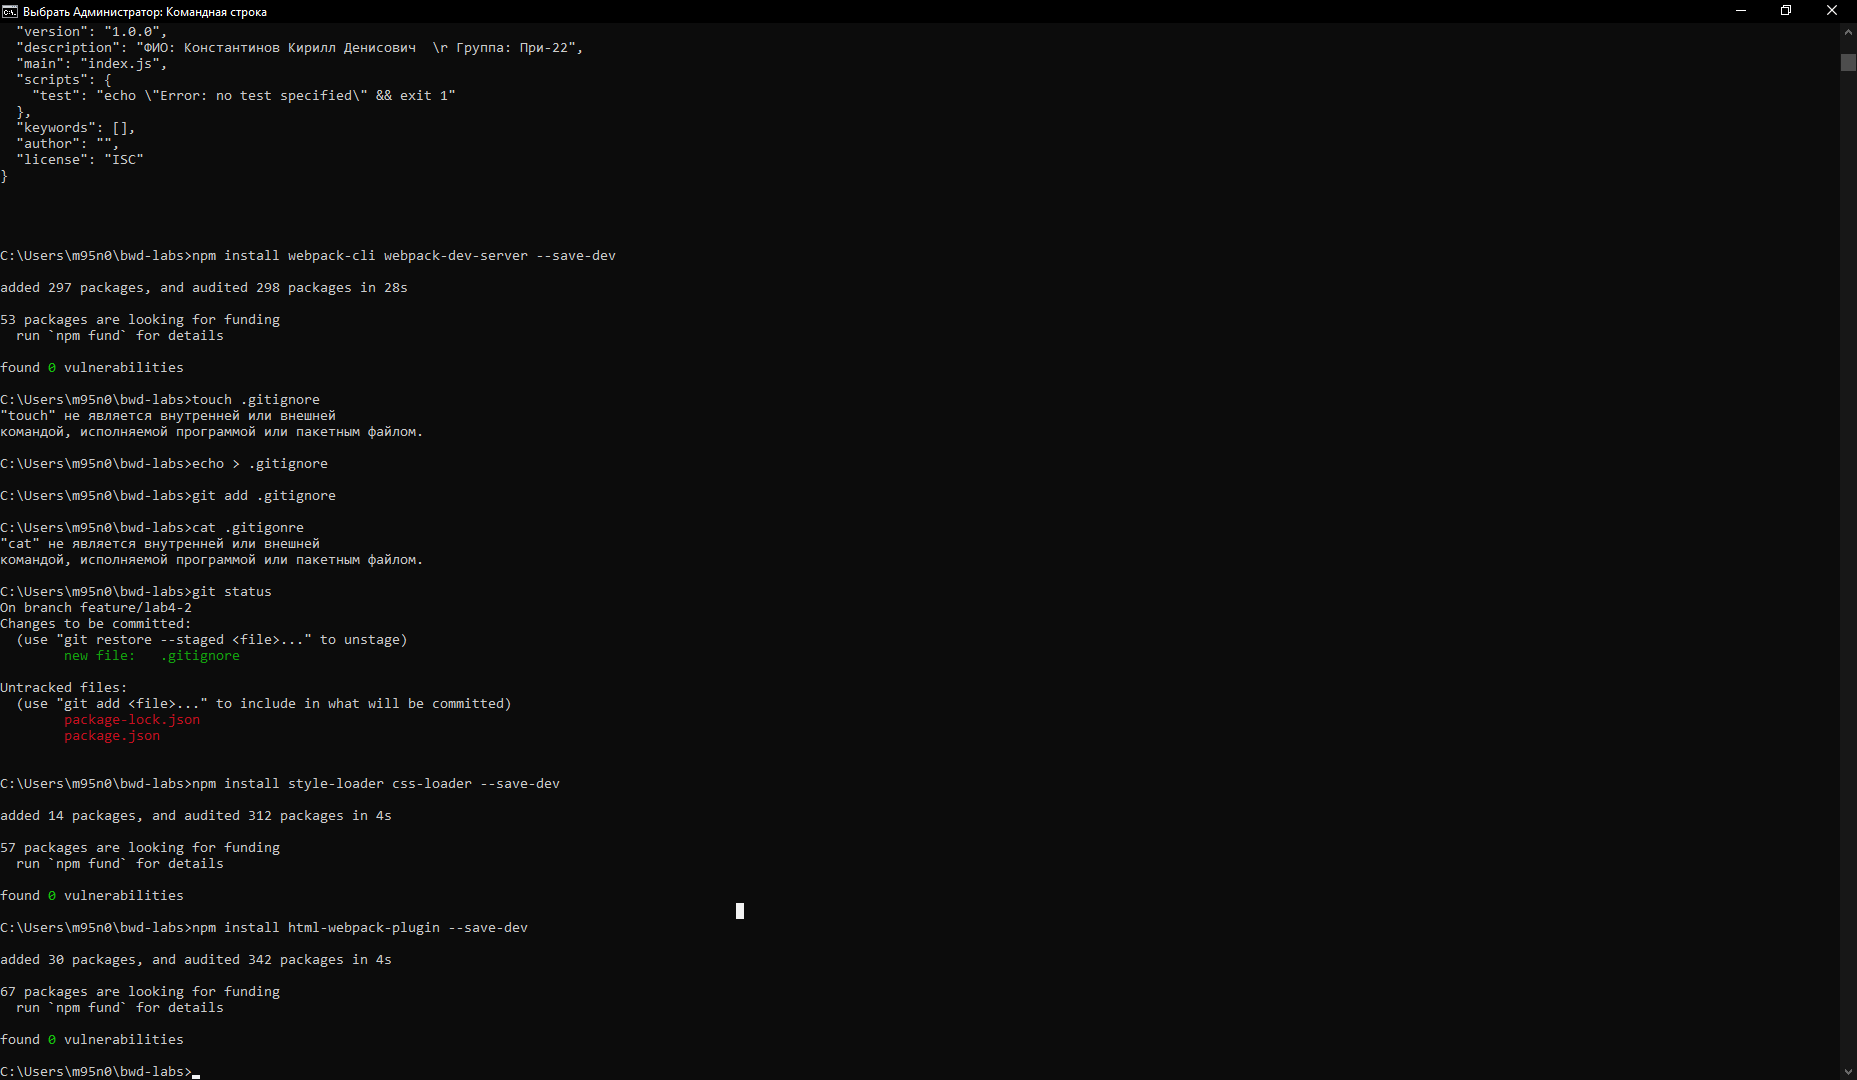 Выбрать Администратор: Командная строка
"version": "1.0.0",
"description": "ФИО: Константинов Кирилл Денисович  \r Группа: При-22",
"main": "index.js",
"scripts": {
"test": "echo \"Error: no test specified\" && exit 1"
},
"keywords": [],
"author": "",
"license": "ISC"
}
C:\Users\m95n0\bwd-labs>npm install webpack-cli webpack-dev-server --save-dev
added 297 packages, and audited 298 packages in 28s
53 packages are looking for funding
run `npm fund` for details
found 0 vulnerabilities
C:\Users\m95n0\bwd-labs>touch .gitignore
"touch" не является внутренней или внешней
командой, исполняемой программой или пакетным файлом.
C:\Users\m95n0\bwd-labs>echo > .gitignore
C:\Users\m95n0\bwd-labs>git add .gitignore
C:\Users\m95n0\bwd-labs>cat .gitigonre
"cat" не является внутренней или внешней
командой, исполняемой программой или пакетным файлом.
C:\Users\m95n0\bwd-labs>git status
On branch feature/lab4-2
Changes to be committed:
(use "git restore --staged <file>..." to unstage)
new file:   .gitignore
Untracked files:
(use "git add <file>..." to include in what will be committed)
package-lock.json
package.json
C:\Users\m95n0\bwd-labs>npm install style-loader css-loader --save-dev
added 14 packages, and audited 312 packages in 4s
57 packages are looking for funding
run `npm fund` for details
found 0 vulnerabilities
C:\Users\m95n0\bwd-labs>npm install html-webpack-plugin --save-dev
added 30 packages, and audited 342 packages in 4s
67 packages are looking for funding
run `npm fund` for details
found 0 vulnerabilities
C:\Users\m95n0\bwd-labs>